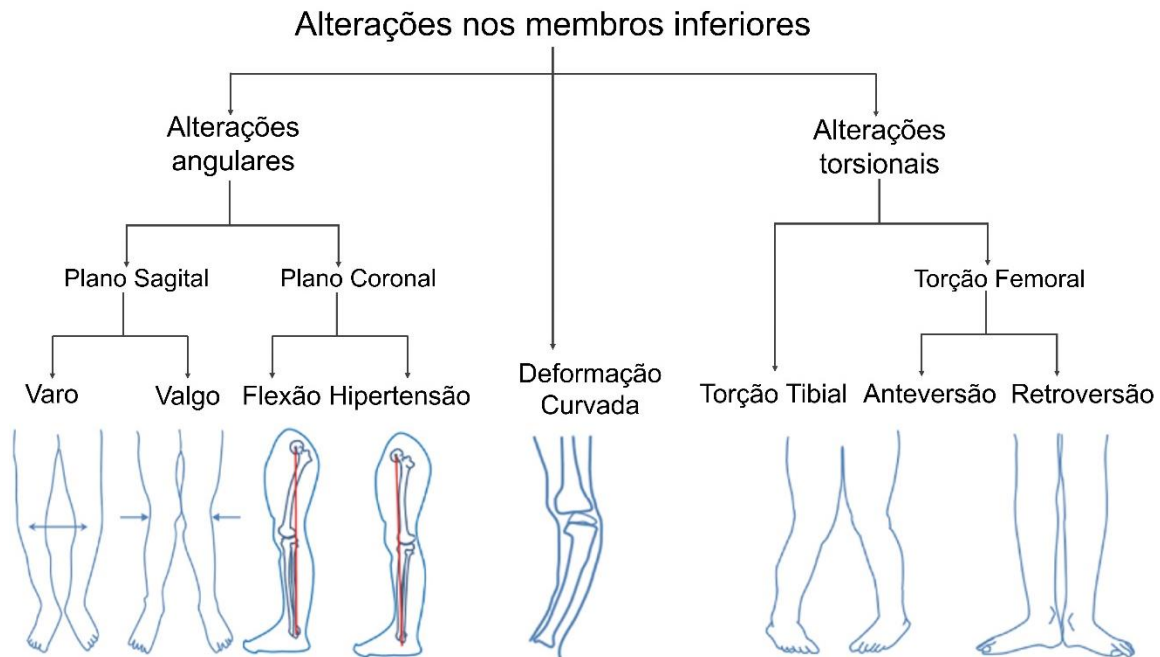 Alterações nos membros inferiores
Alterações
angulares
Alterações
torsionais
Plano Sagital
Plano Coronal
Torção Femoral
Varo
Valgo
Flexão
Hipertensão
Deformação
Curvada
Torção Tibial
Anteversão
Retroversão